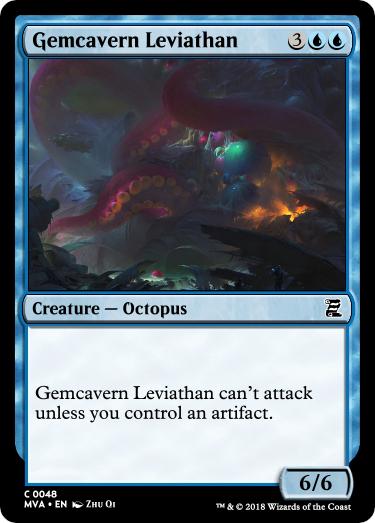 Gemcavern Leviathan 3
Creature — Octopus
Gemcavern Leviathan can't attack
unless you control an artifact.
6/6
C 0048
MVA • EN Zhu Qi
™ & © 2018 Wizards of the Coast